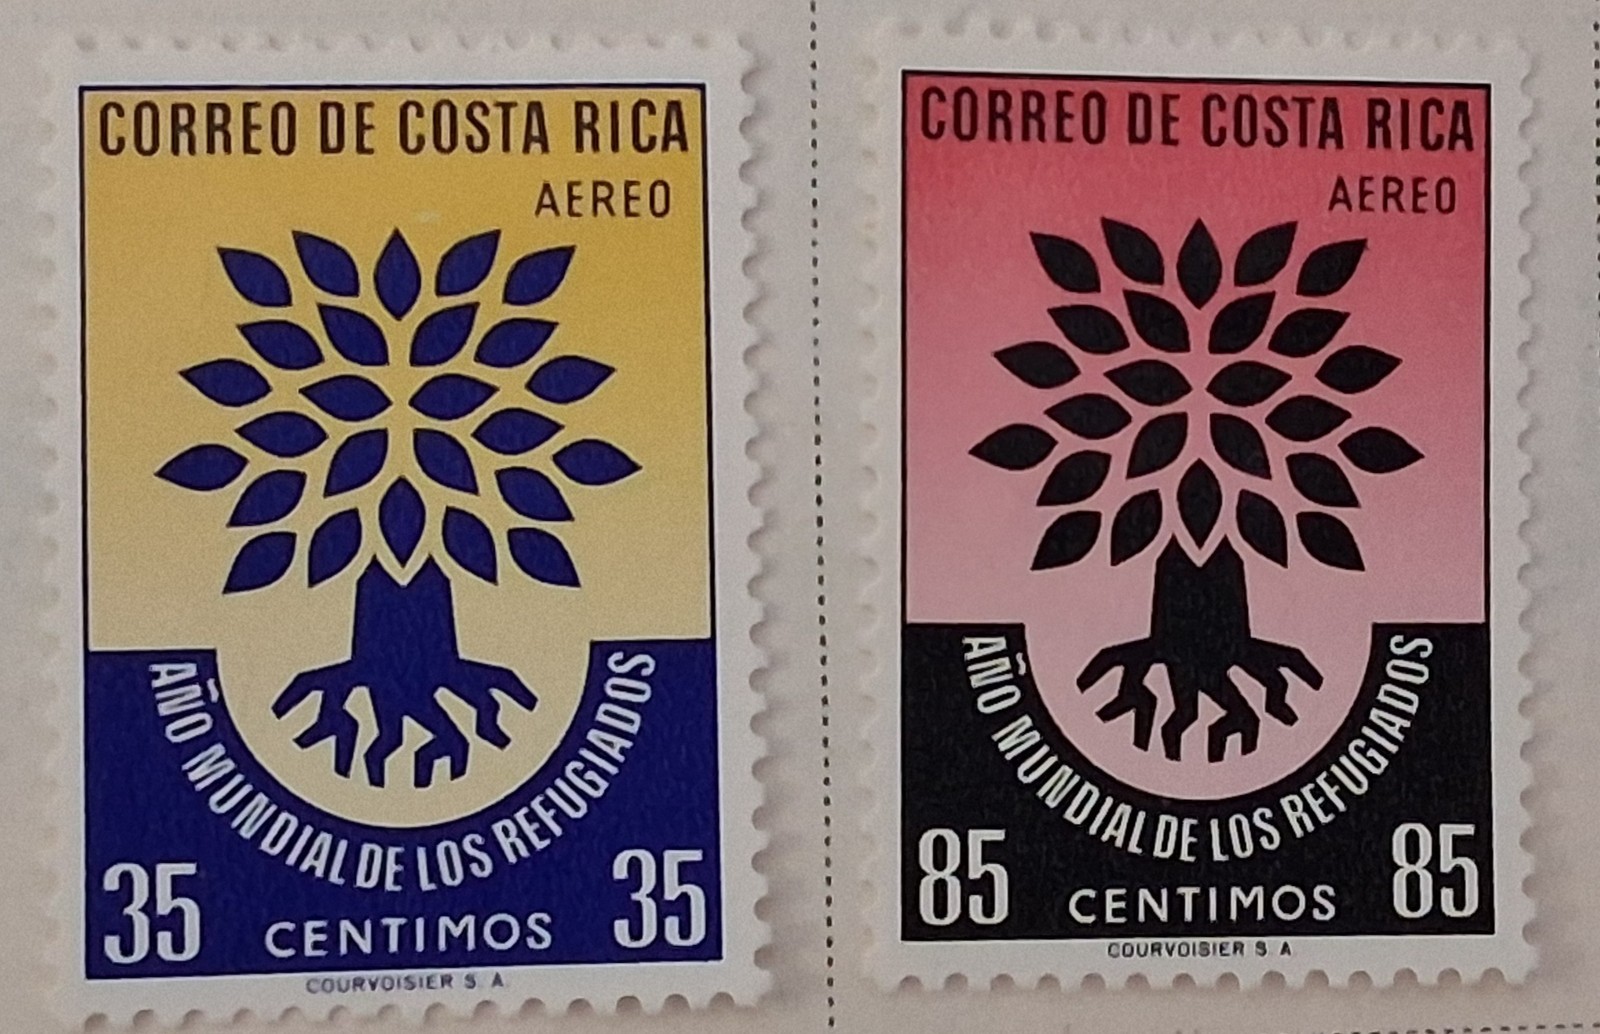 CORREO DE COSTA RICA
AEREO
AÑO MUNDIAL DE LOS REFUGIADOS
35 35
CENTIMOS
COURVOISIER S. A.
CORREO DE COSTA RICA
AEREO
AÑO MUNDIAL DE LOS REFUGIADOS
85 85
CENTIMOS
COURVOISIER S A